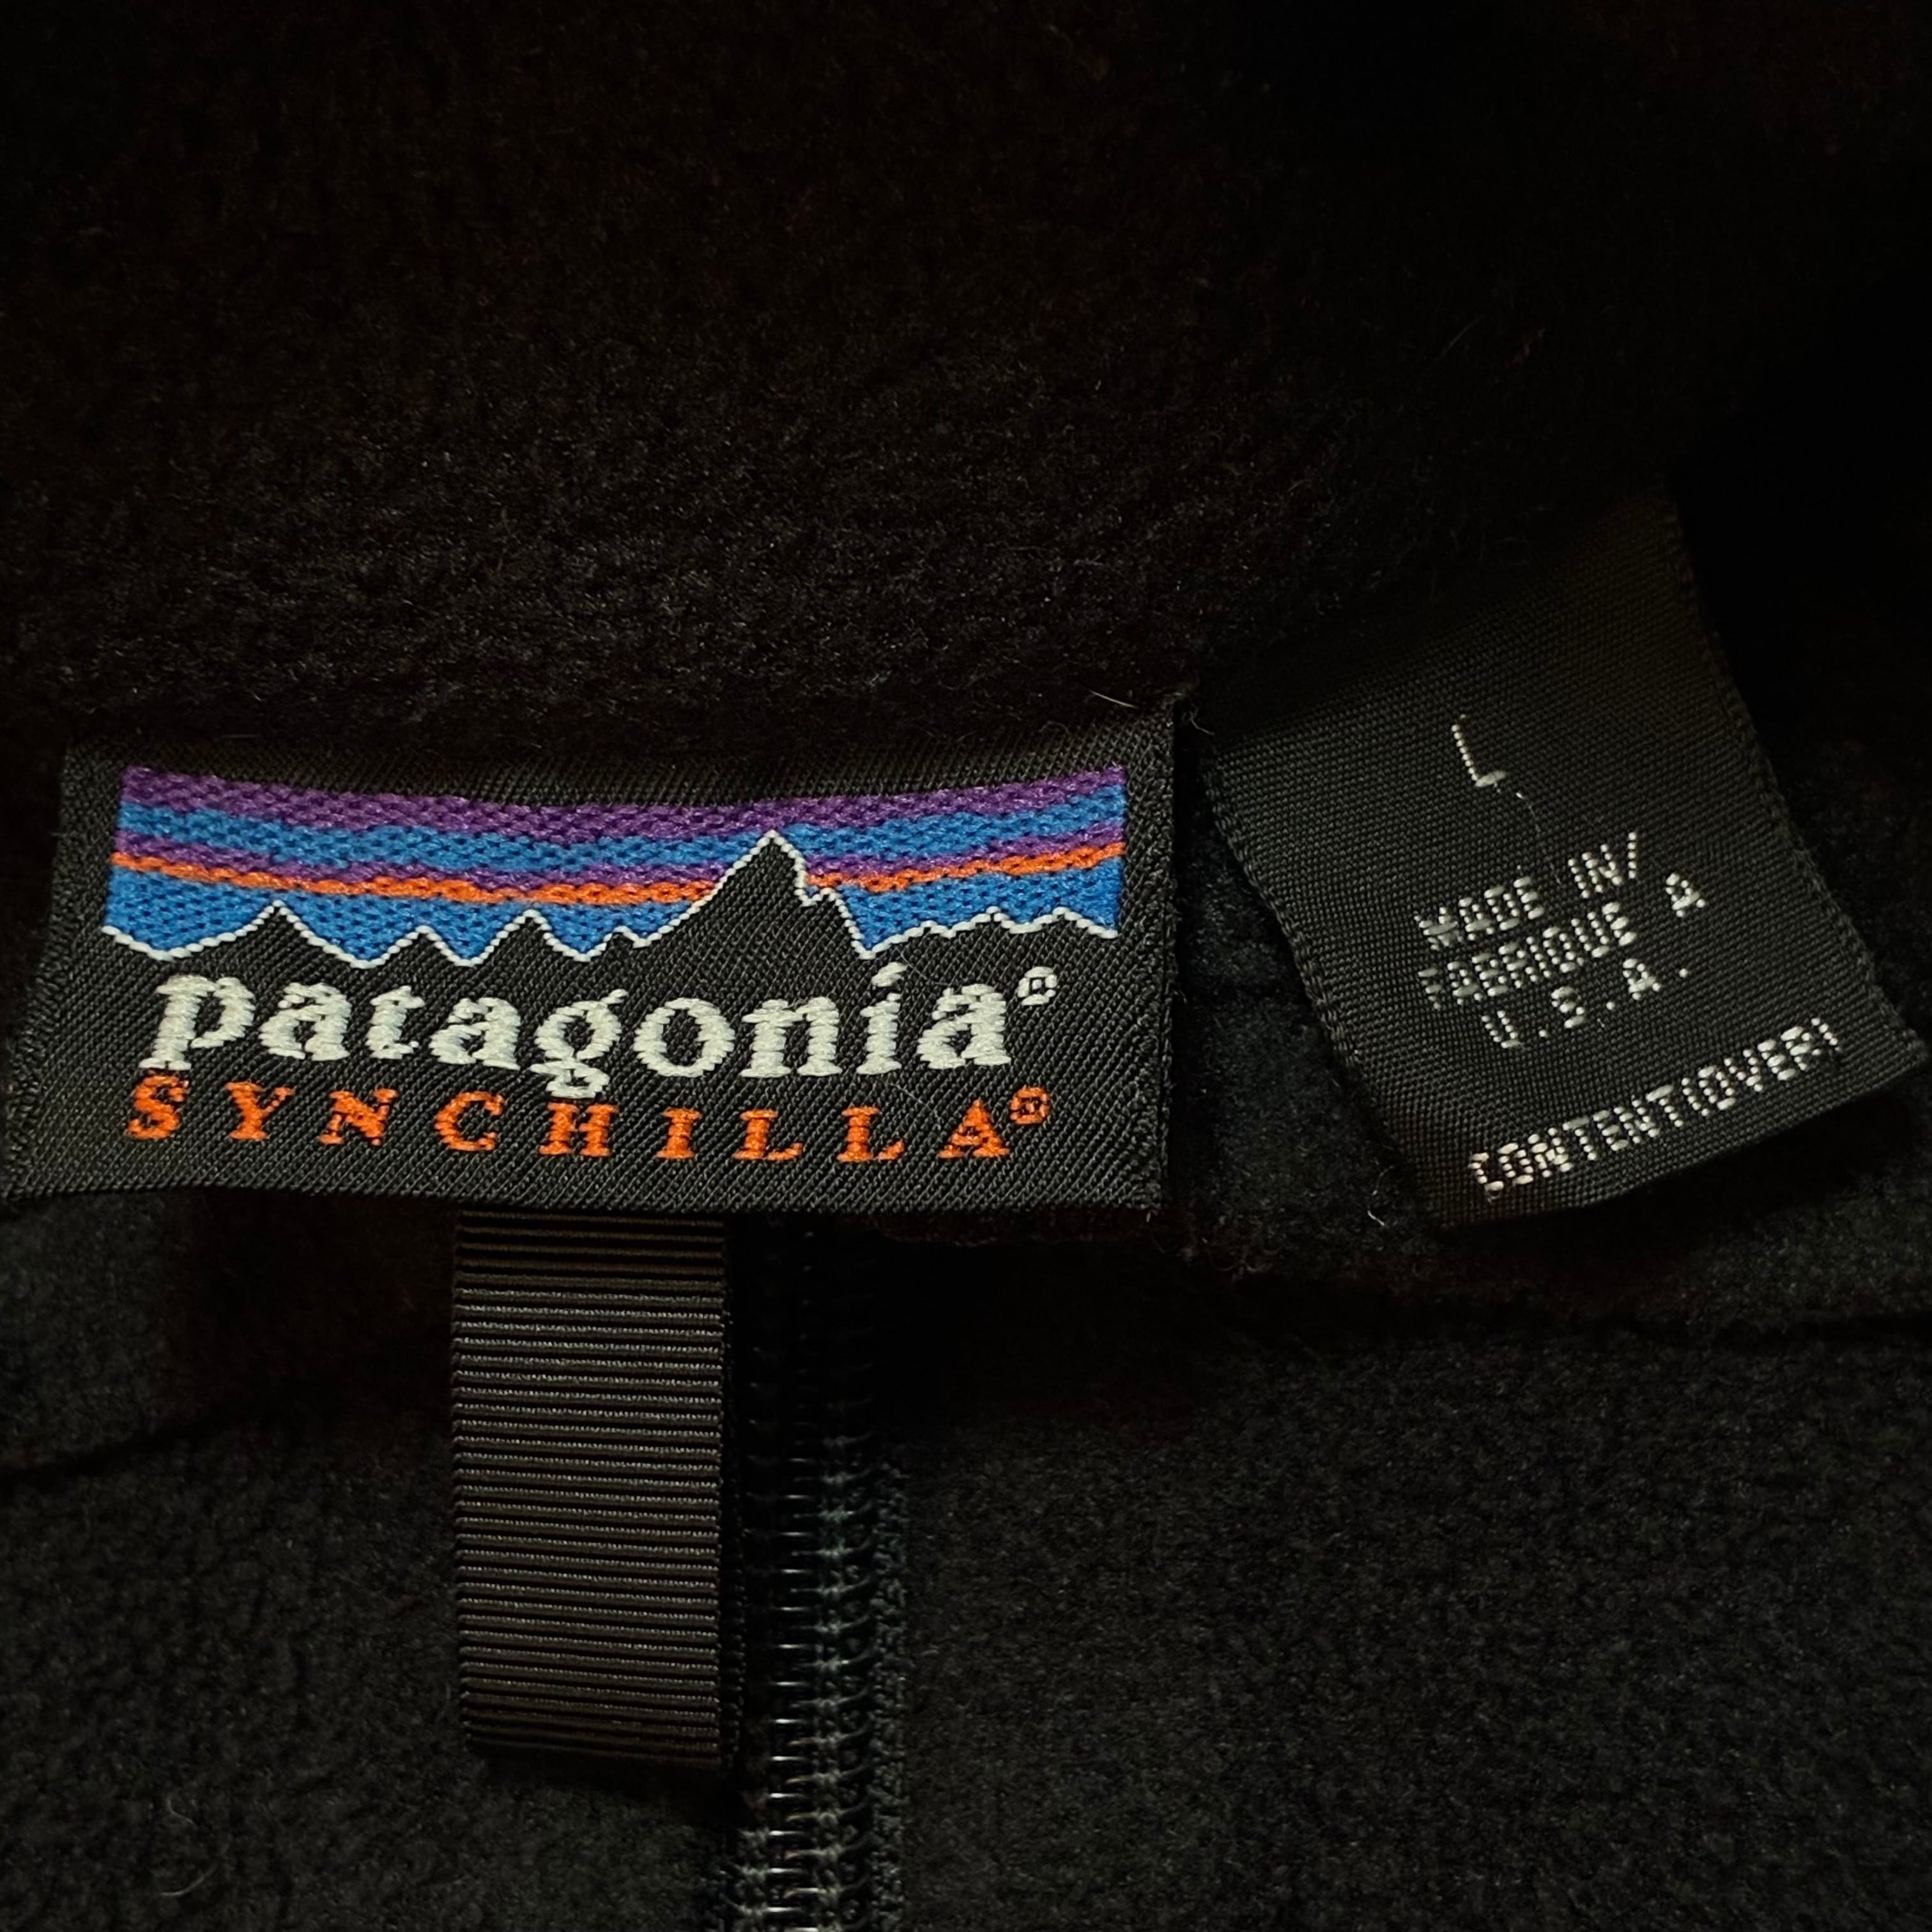 patagonia®
SYNCHILLA®
L
MADE IN/
FABRIQUE A
U.S.A.
CONTENT(OVER)